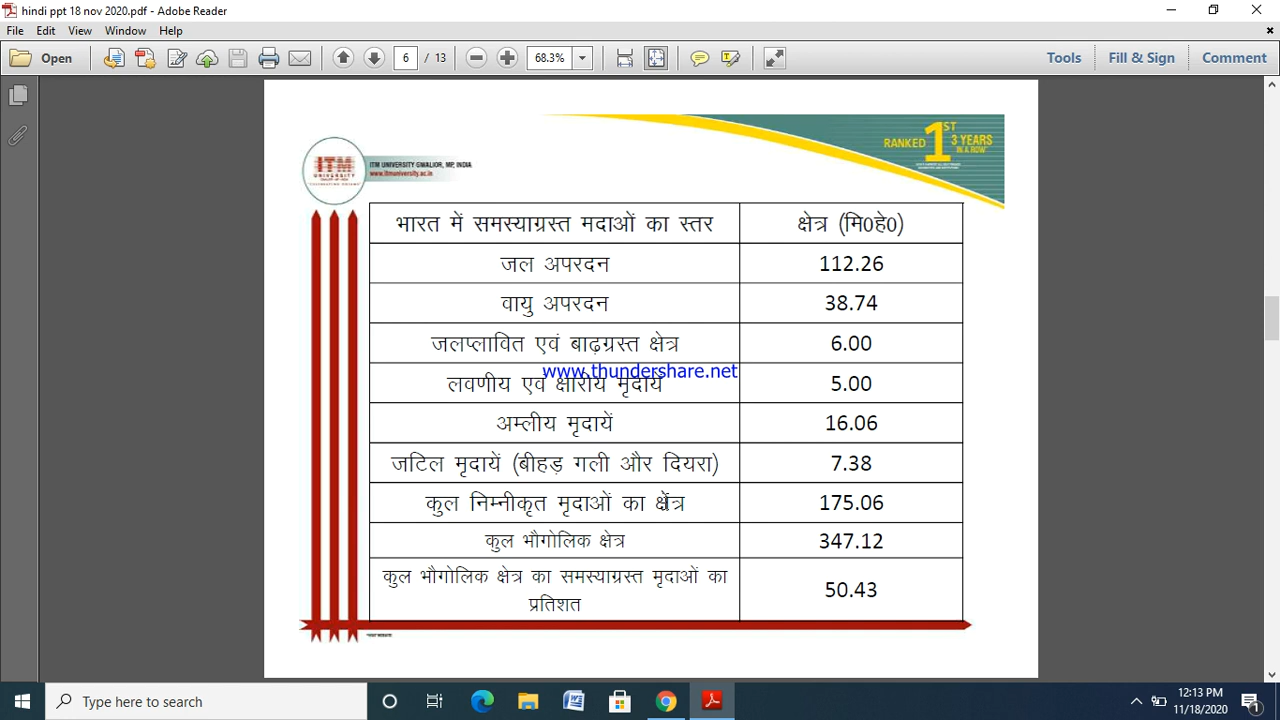 hindi ppt 18 nov 2020.pdf - Adobe Reader
File Edit View Window Help
Open 6 / 13 68.3% Tools Fill & Sign Comment
RANKED 1ST 3 YEARS
IN A ROW
ITM
UNIVERSITY
ITM UNIVERSITY GWALIOR, MP, INDIA
www.itmuniversity.ac.in
भारत में समस्याग्रस्त मदाओं का स्तर क्षेत्र (मि0हे0)
जल अपरदन 112.26
वायु अपरदन 38.74
जलप्लावित एवं बाढ़ग्रस्त क्षेत्र 6.00
www.thundershare.net
लवणीय एवं क्षारीय मृदायें 5.00
अम्लीय मृदायें 16.06
जटिल मृदायें (बीहड़ गली और दियरा) 7.38
कुल निम्नीकृत मृदाओं का क्षेत्र 175.06
कुल भौगोलिक क्षेत्र 347.12
कुल भौगोलिक क्षेत्र का समस्याग्रस्त मृदाओं का
प्रतिशत 50.43
Type here to search
12:13 PM
11/18/2020
1